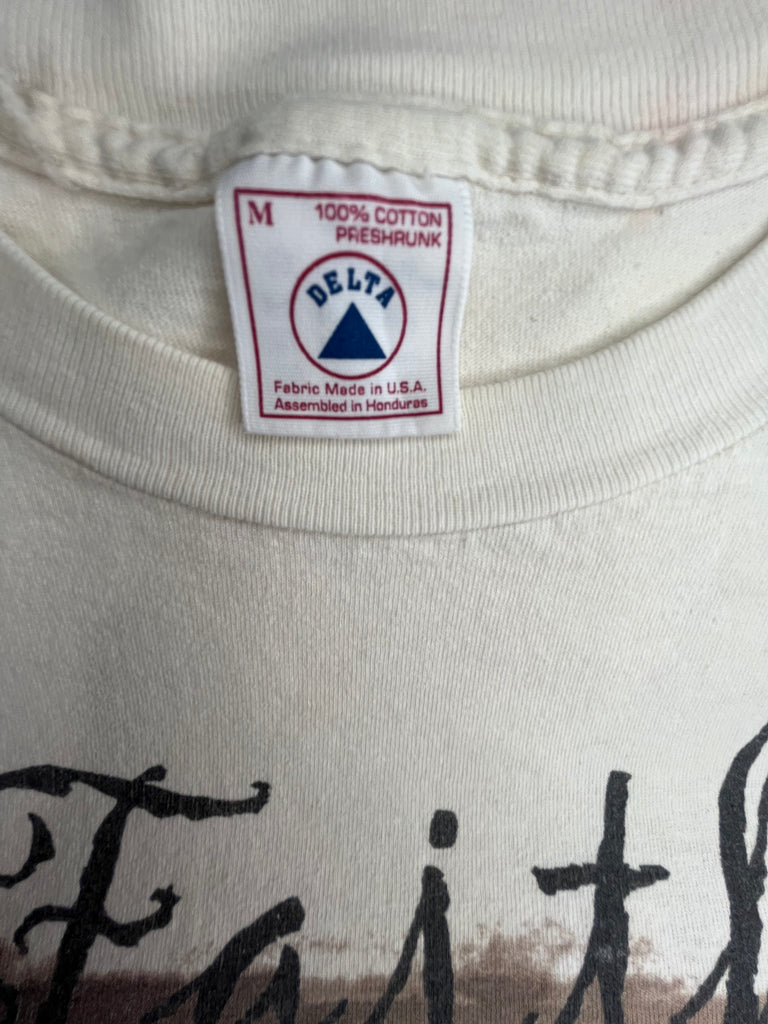 M 100% COTTON
PRESHRUNK
DELTA
Fabric Made in U.S.A.
Assembled in Honduras
Faith